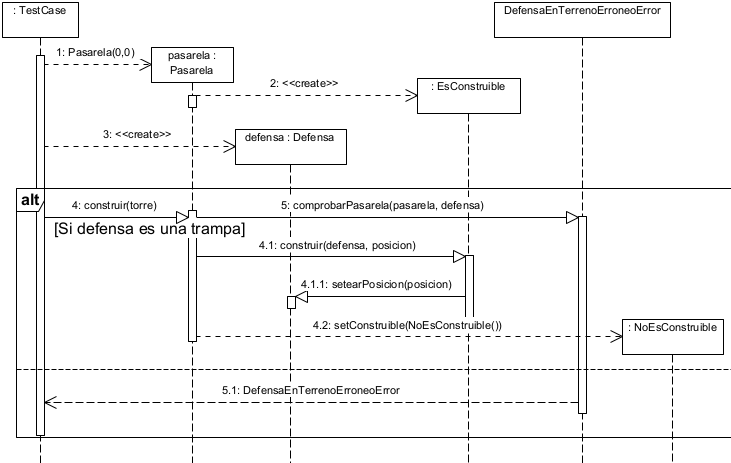 : TestCase
DefensaEnTerrenoErroneoError
1: Pasarela(0,0)
pasarela :
Pasarela
2: <<create>>
: EsConstruible
3: <<create>>
defensa : Defensa
alt
4: construir(torre)
5: comprobarPasarela(pasarela, defensa)
[Si defensa es una trampa]
4.1: construir(defensa, posicion)
4.1.1: setearPosicion(posicion)
4.2: setConstruible(NoEsConstruible())
: NoEsConstruible
5.1: DefensaEnTerrenoErroneoError